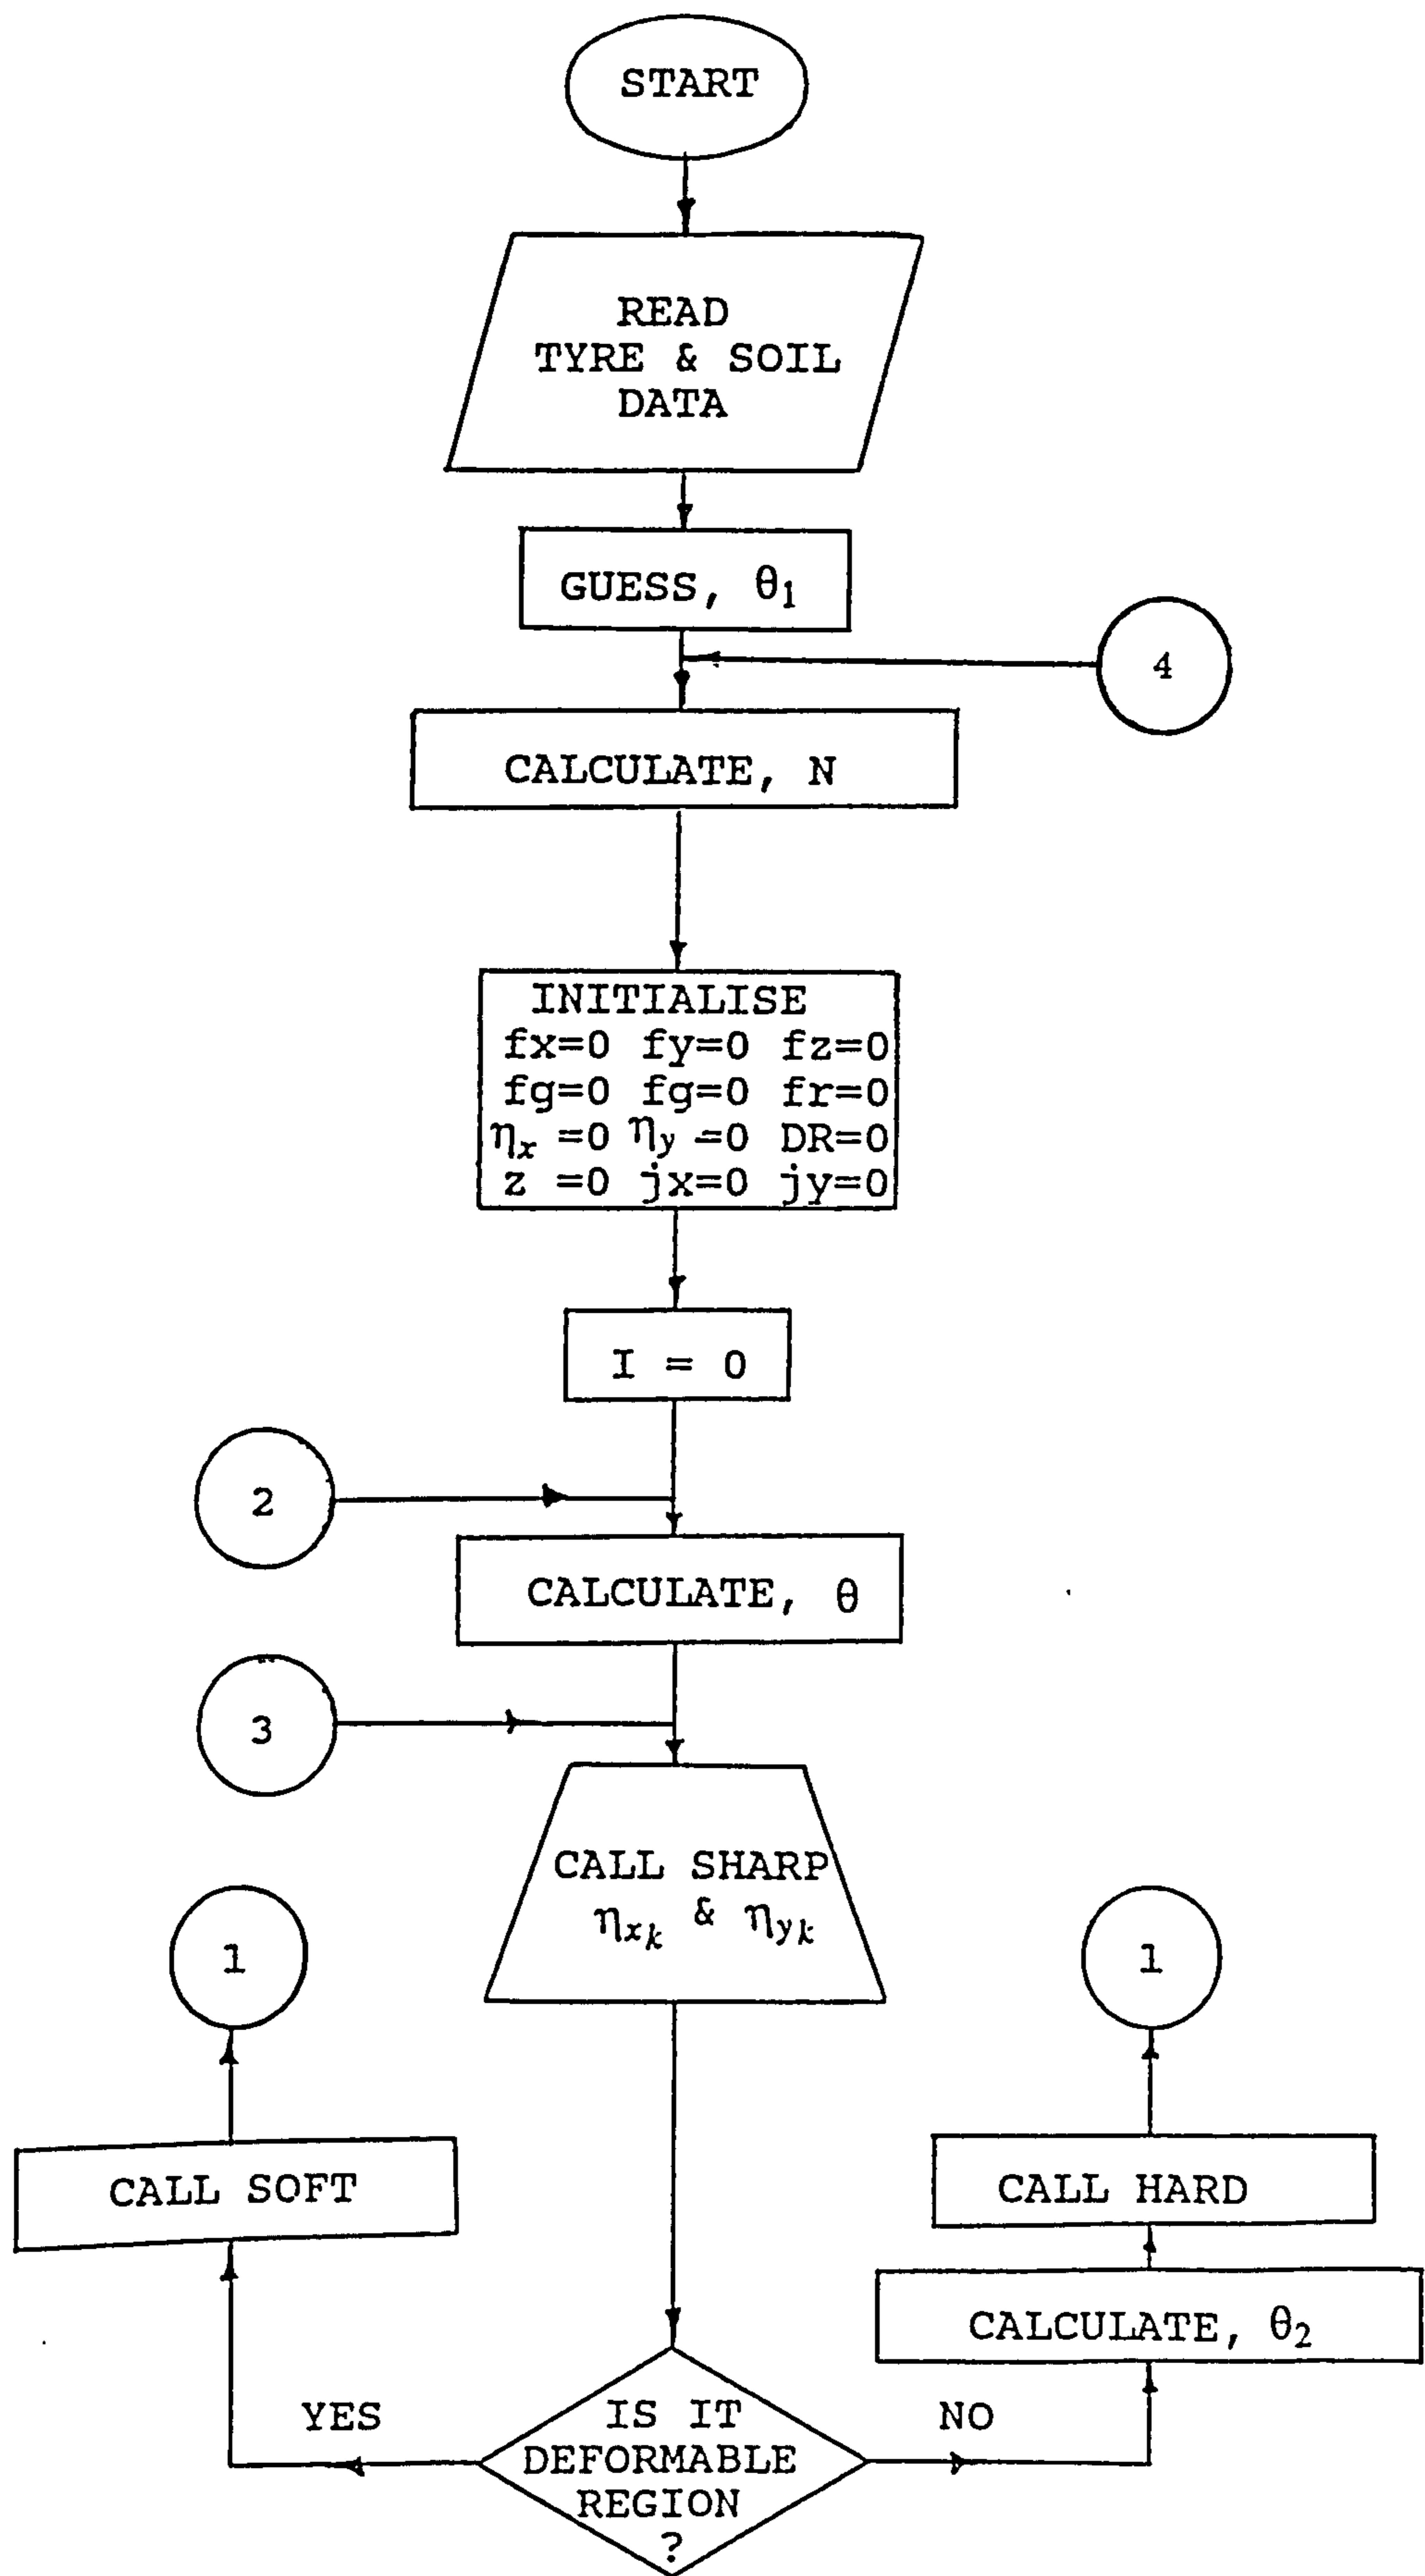 START
READ
TYRE & SOIL
DATA
GUESS, θ₁
4
CALCULATE, N
INITIALISE
fx=0 fy=0 fz=0
fg=0 fg=0 fr=0
ηₓ =0 ηy =0 DR=0
z =0 jx=0 jy=0
I = 0
2
CALCULATE, θ
3
CALL SHARP
ηxk & ηyk
1
1
CALL SOFT
CALL HARD
CALCULATE, θ₂
YES
IS IT
NO
DEFORMABLE
REGION
?